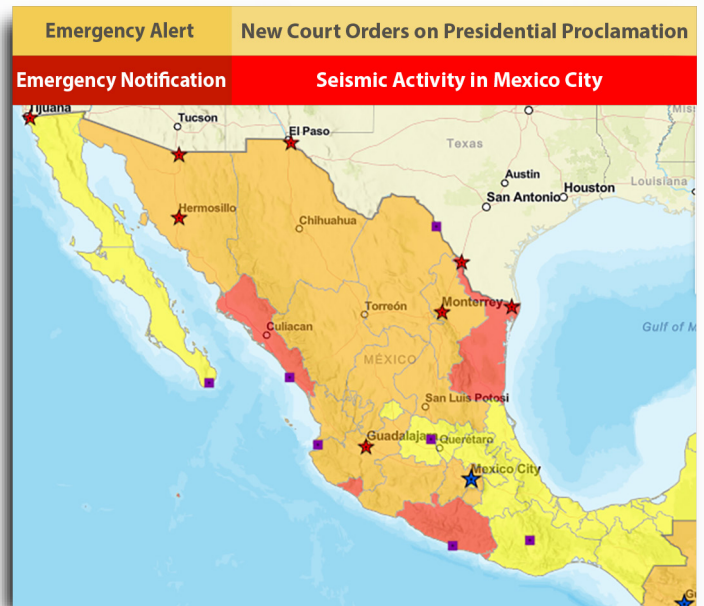 Emergency Alert
New Court Orders on Presidential Proclamation
Emergency Notification
Seismic Activity in Mexico City
Tijuana
Tucson
El Paso
Texas
Austin
San Antonio
Houston
Louisiana
Hermosillo
Chihuahua
Monterrey
Torreón
Culiacan
Gulf of M
MÉXICO
San Luis Potosi
Guadalajara
Querétaro
Mexico City